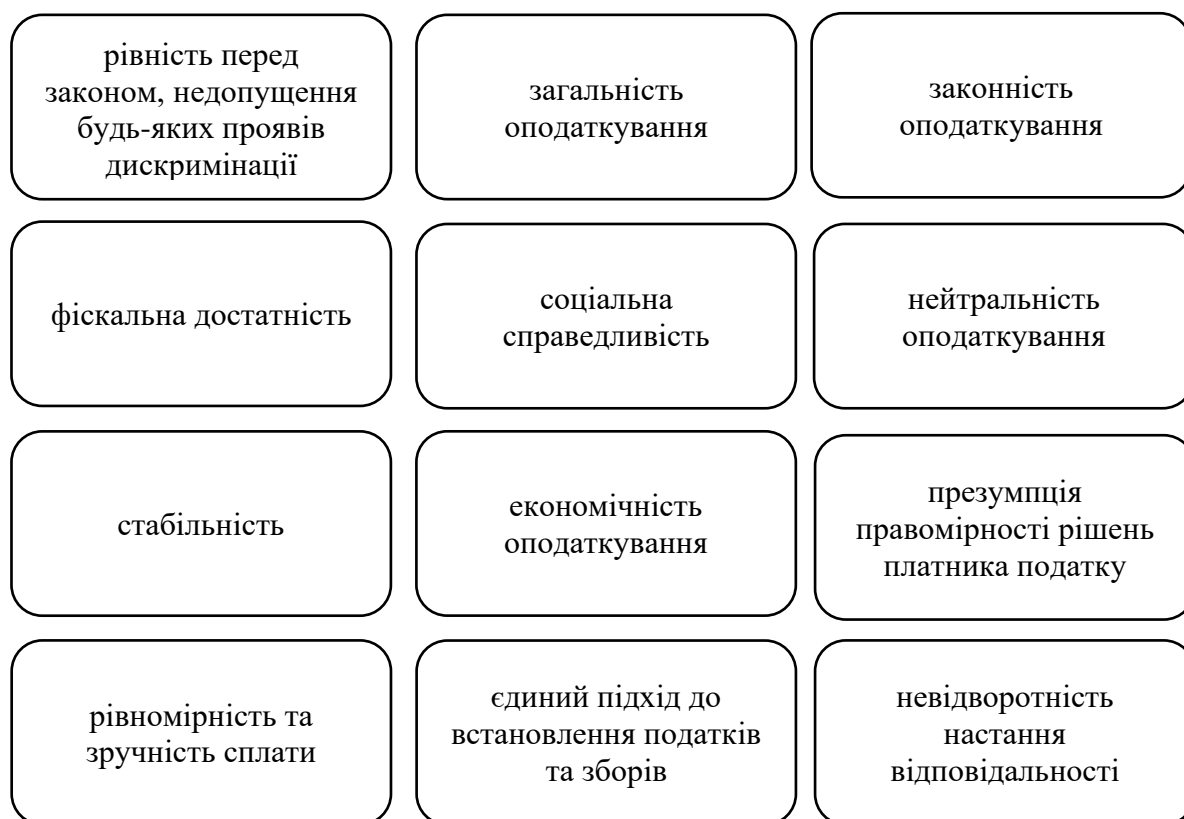 рівність перед
законом, недопущення
будь-яких проявів
дискримінації
загальність
оподаткування
законність
оподаткування
фіскальна достатність
соціальна
справедливість
нейтральність
оподаткування
стабільність
економічність
оподаткування
презумпція
правомірності рішень
платника податку
рівномірність та
зручність сплати
єдиний підхід до
встановлення податків
та зборів
невідворотність
настання
відповідальності